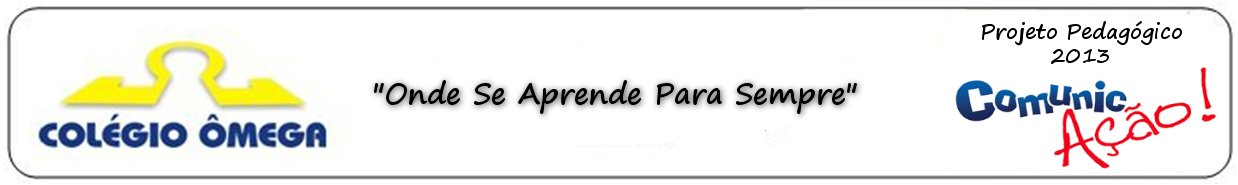 COLÉGIO ÔMEGA
"Onde Se Aprende Para Sempre"
Projeto Pedagógico
2013
Comunic
Ação!